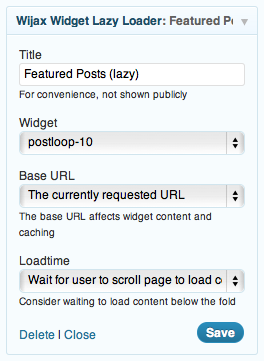 Wijax Widget Lazy Loader: Featured Po
Title
Featured Posts (lazy)
For convenience, not shown publicly
Widget
postloop-10
Base URL
The currently requested URL
The base URL affects widget content and
caching
Loadtime
Wait for user to scroll page to load co
Consider waiting to load content below the fold
Delete | Close
Save